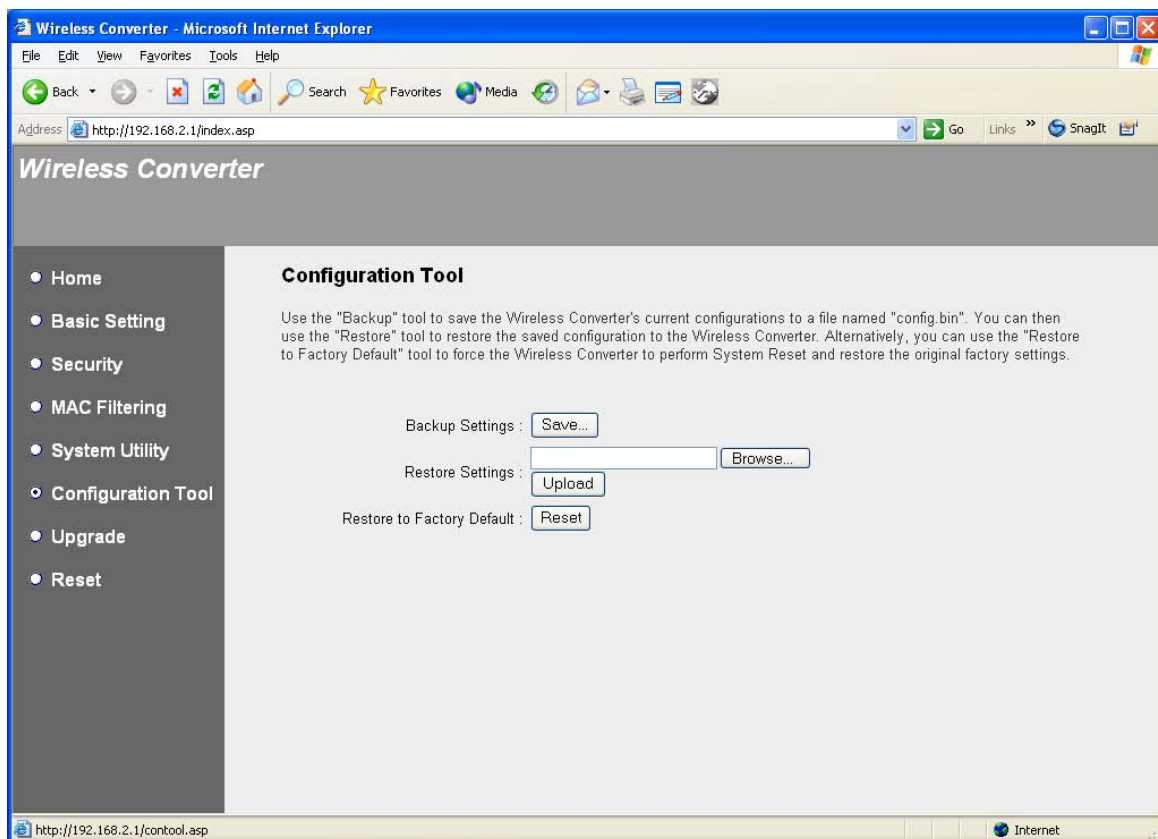 Wireless Converter - Microsoft Internet Explorer
File Edit View Favorites Tools Help
Back Search Favorites Media
Address http://192.168.2.1/index.asp Go Links » SnagIt
Wireless Converter
Home
Basic Setting
Security
MAC Filtering
System Utility
Configuration Tool
Upgrade
Reset
Configuration Tool
Use the "Backup" tool to save the Wireless Converter's current configurations to a file named "config.bin". You can then
use the "Restore" tool to restore the saved configuration to the Wireless Converter. Alternatively, you can use the "Restore
to Factory Default" tool to force the Wireless Converter to perform System Reset and restore the original factory settings.
Backup Settings : Save...
Browse...
Restore Settings :
Upload
Restore to Factory Default : Reset
http://192.168.2.1/contool.asp Internet